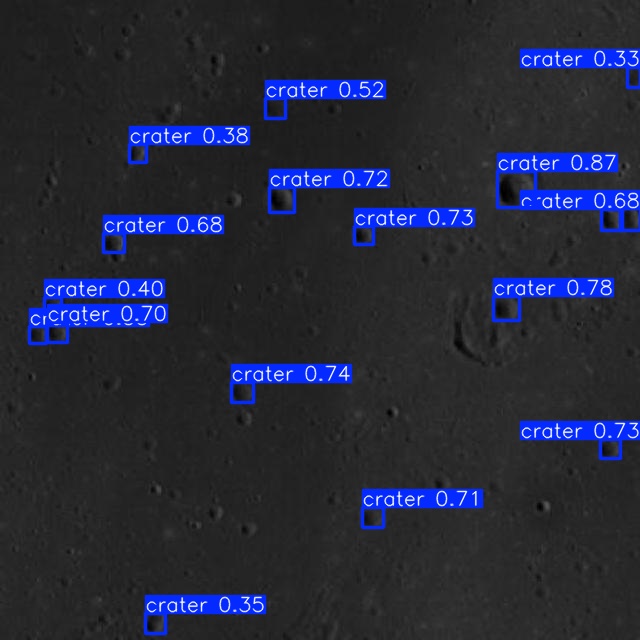 crater 0.33
crater 0.52
crater 0.38
crater 0.87
crater 0.72
0.68
crater 0.73
crater 0.68
crater 0.40
crater 0.78
crater 0.70
crater 0.74
crater 0.73
crater 0.71
crater 0.35